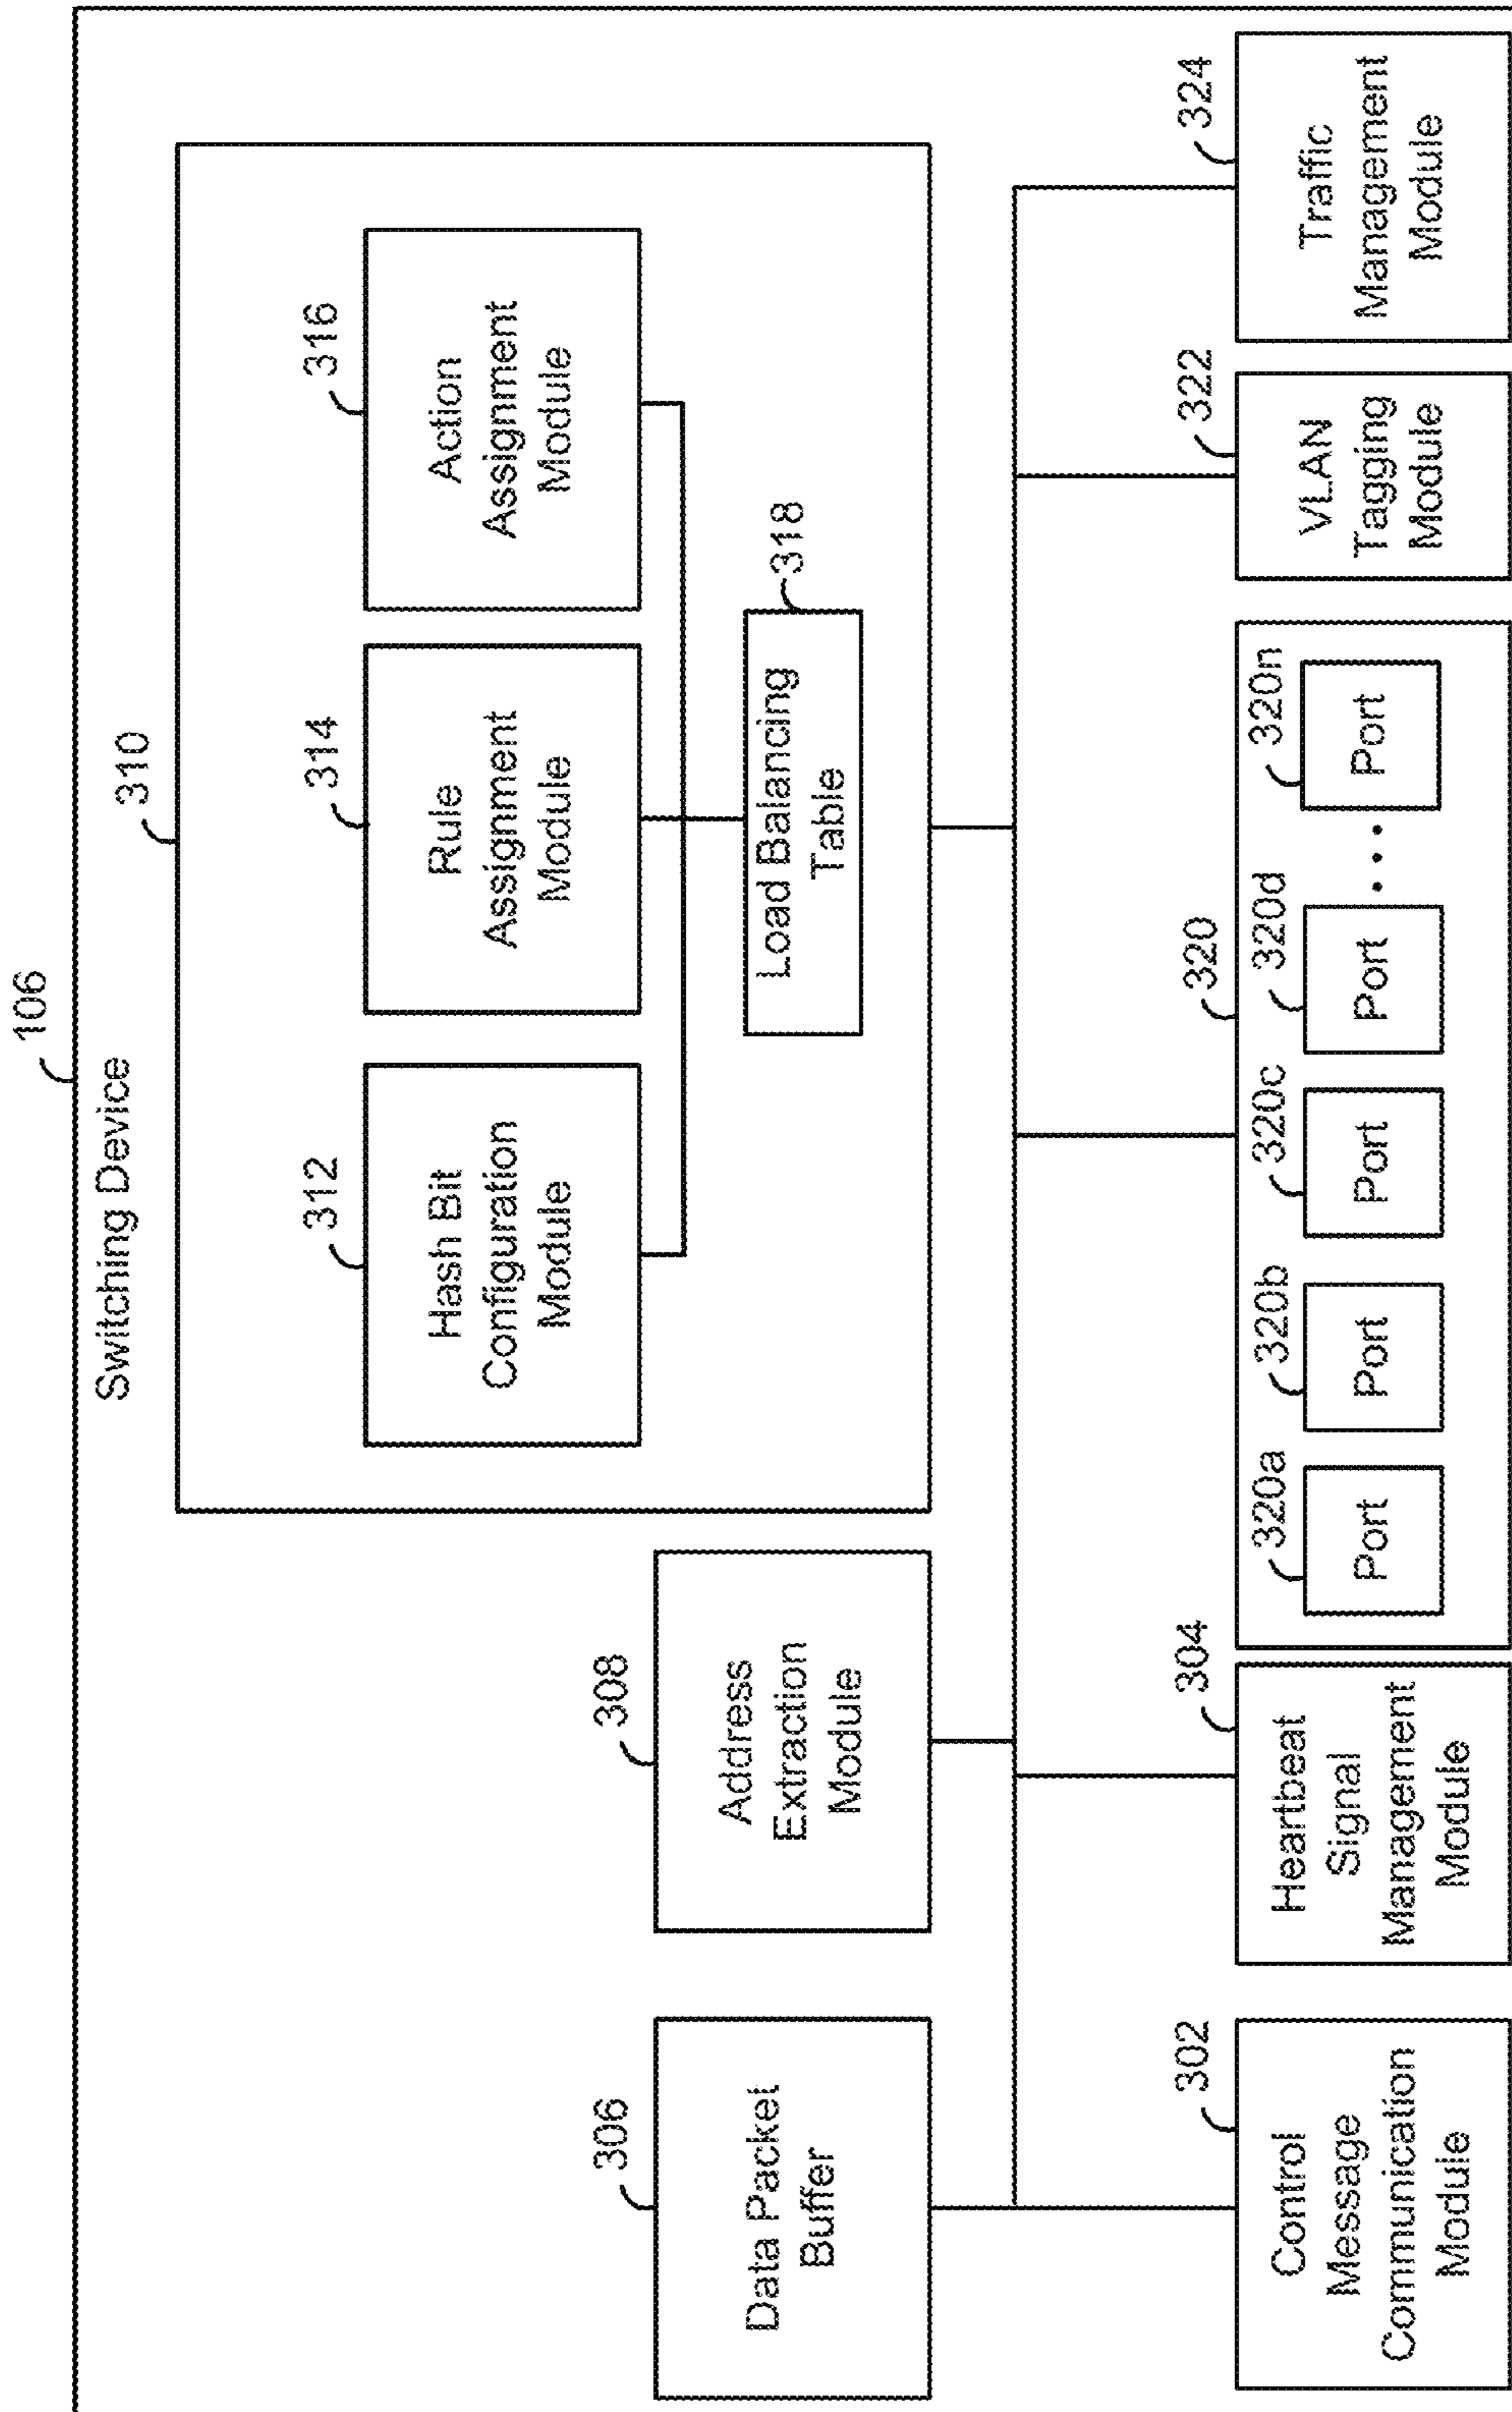 106
Switching Device
310
312
Hash Bit
Configuration
Module
314
Rule
Assignment
Module
316
Action
Assignment
Module
318
Load Balancing
Table
306
Data Packet
Buffer
308
Address
Extraction
Module
302
Control
Message
Communication
Module
304
Heartbeat
Signal
Management
Module
320
320a
Port
320b
Port
320c
Port
320d
Port
...
320n
Port
322
VLAN
Tagging
Module
324
Traffic
Management
Module